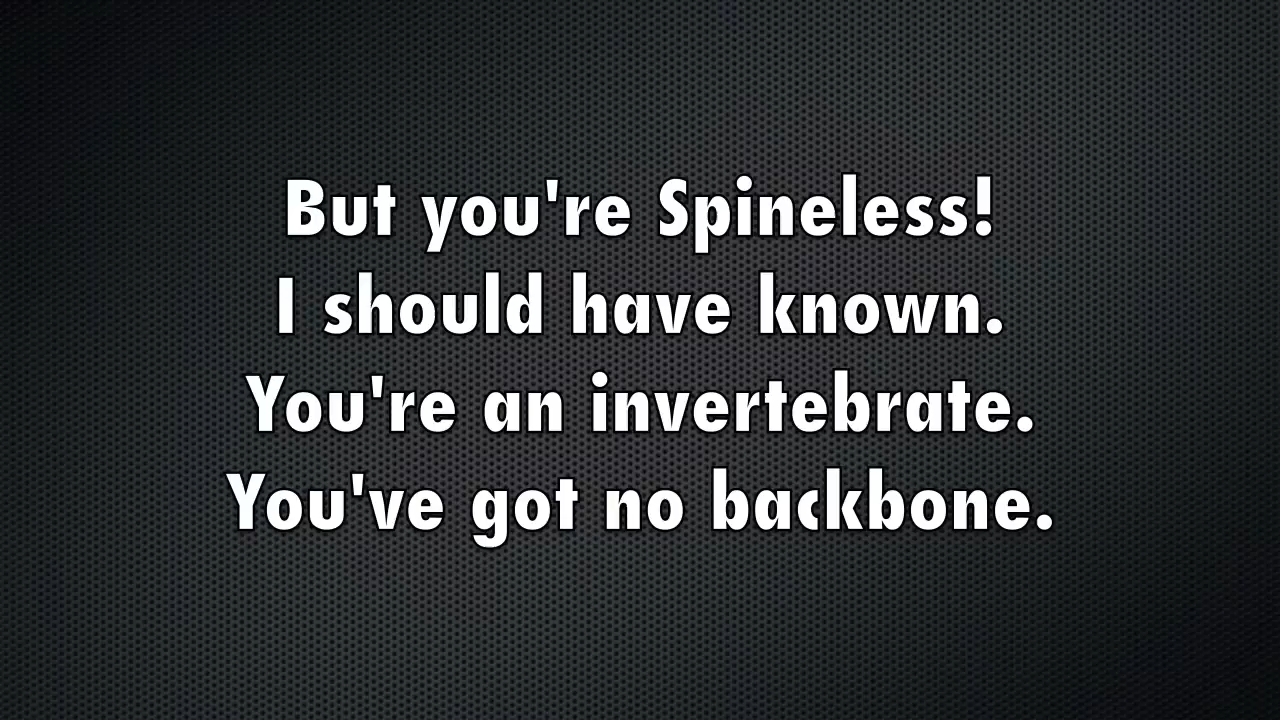 But you're Spineless!
I should have known.
You're an invertebrate.
You've got no backbone.